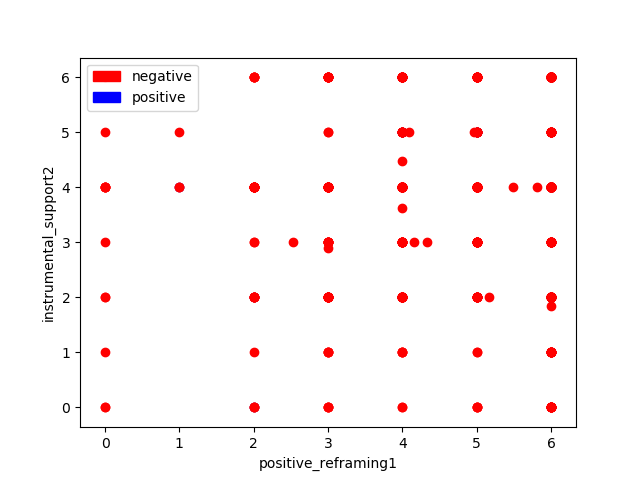 negative
positive
6
5
4
3
2
1
0
instrumental_support2
0 1 2 3 4 5 6
positive_reframing1